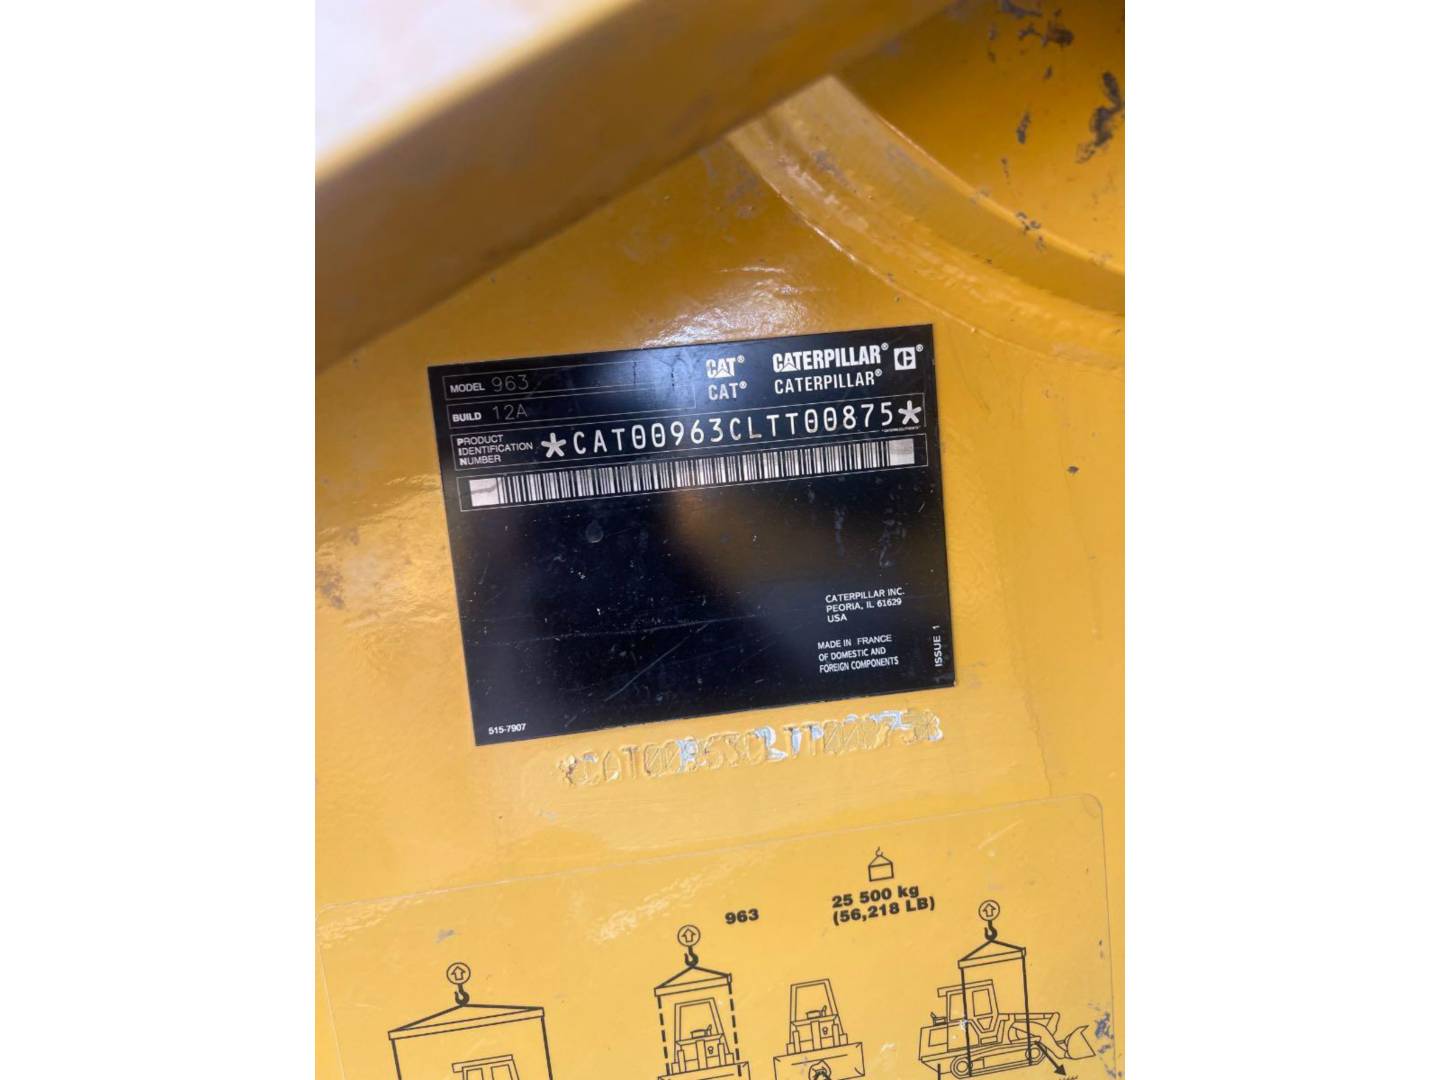 MODEL 963
CAT® CATERPILLAR® C®
CAT® CATERPILLAR®
BUILD 12A
PRODUCT
IDENTIFICATION
NUMBER
*CAT00963CLTT00875*
CATERPILLAR INC.
PEORIA, IL 61629
USA
MADE IN FRANCE
OF DOMESTIC AND
FOREIGN COMPONENTS
ISSUE 1
515-7907
963
25 500 kg
(56,218 LB)